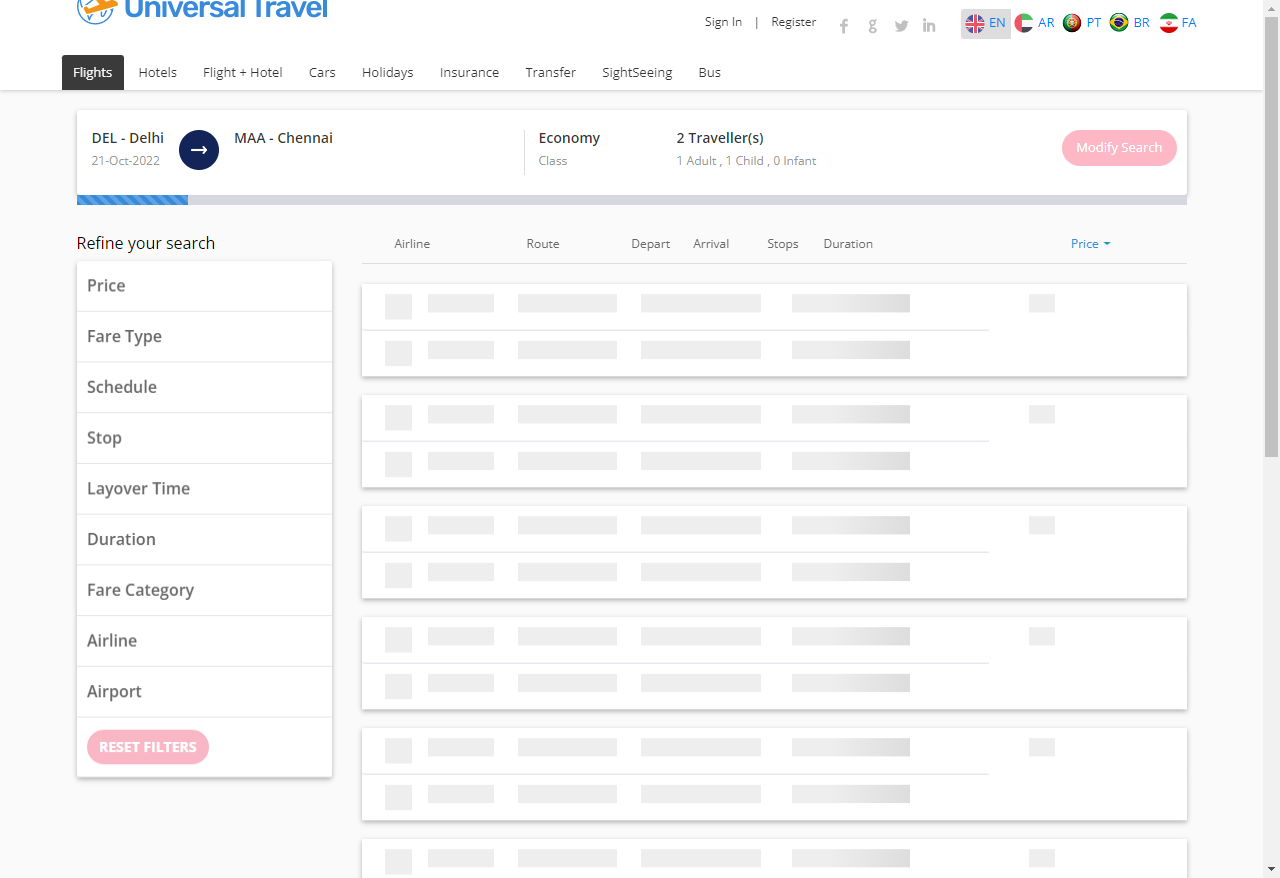 Universal Travel
Sign In | Register
EN AR PT BR FA
Flights Hotels Flight + Hotel Cars Holidays Insurance Transfer SightSeeing Bus
DEL - Delhi MAA - Chennai Economy 2 Traveller(s)
21-Oct-2022 Class 1 Adult , 1 Child , 0 Infant
Modify Search
Refine your search
Airline Route Depart Arrival Stops Duration Price
Price
Fare Type
Schedule
Stop
Layover Time
Duration
Fare Category
Airline
Airport
RESET FILTERS